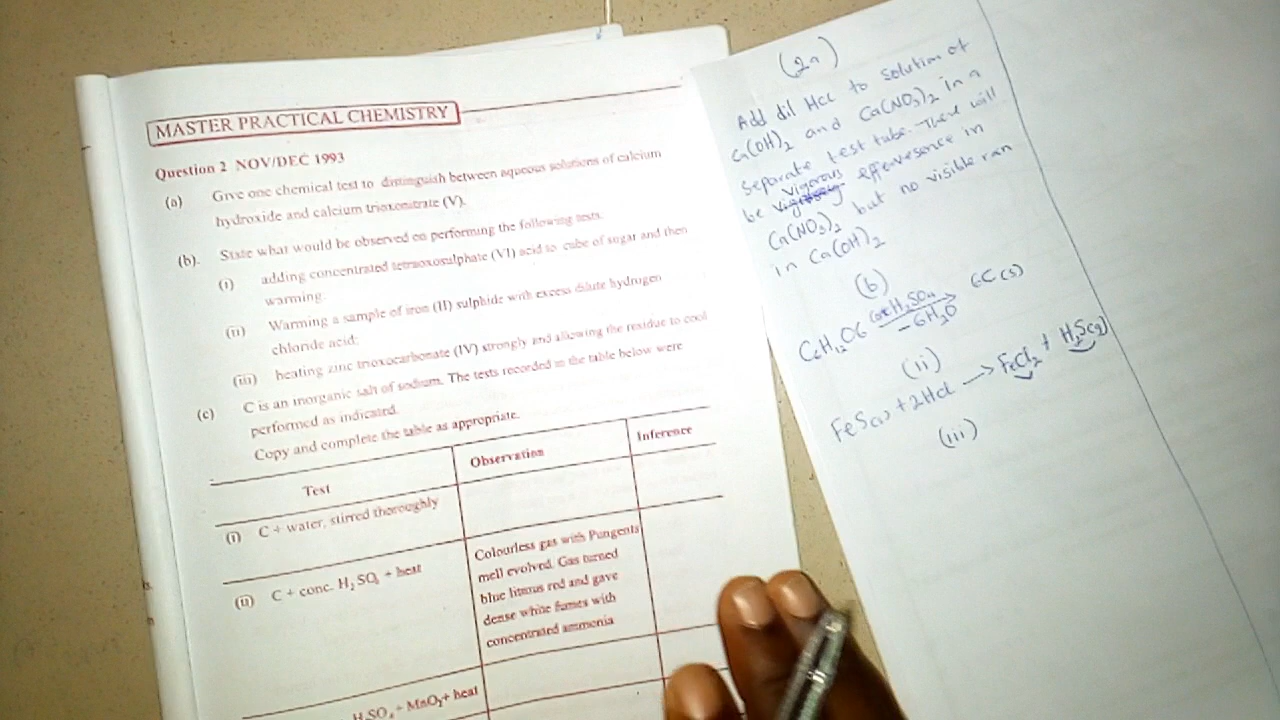 MASTER PRACTICAL CHEMISTRY
Question 2 NOV/DEC 1993
(a) Give one chemical test to distinguish between aqueous solutions of calcium
hydroxide and calcium trioxonitrate (V).
(b). State what would be observed on performing the following tests.
(i) adding concentrated tetraoxosulphate (VI) acid to cube of sugar and then
warming.
(ii) Warming a sample of iron (II) sulphide with excess dilute hydrogen
chloride acid:
(iii) heating zinc trioxocarbonate (IV) strongly and allowing the residue to cool
(c) C is an inorganic salt of sodium. The tests recorded in the table below were
performed as indicated.
Copy and complete the table as appropriate.
Test Observation Inference
(i) C + water, stirred thoroughly
(ii) C + conc. H₂SO₄ + heat
Colourless gas with Pungents
mell evolved. Gas turned
blue litmus red and gave
dense white fumes with
concentrated ammonia
H₂SO₄ + MnO₂+ heat
(2a)
Add dil HCl to solution of
Ca(OH)₂ and Ca(NO₃)₂ in a
Separate test tube. There will
be vigorous effervesence in
Ca(NO₃)₂ but no visible rxn
in Ca(OH)₂
(b)
C₆H₁₂O₆ conc H₂SO₄ → -6H₂O 6C(s)
(ii)
FeS(s) + 2HCl → FeCl₂ + H₂S(g)
(iii)